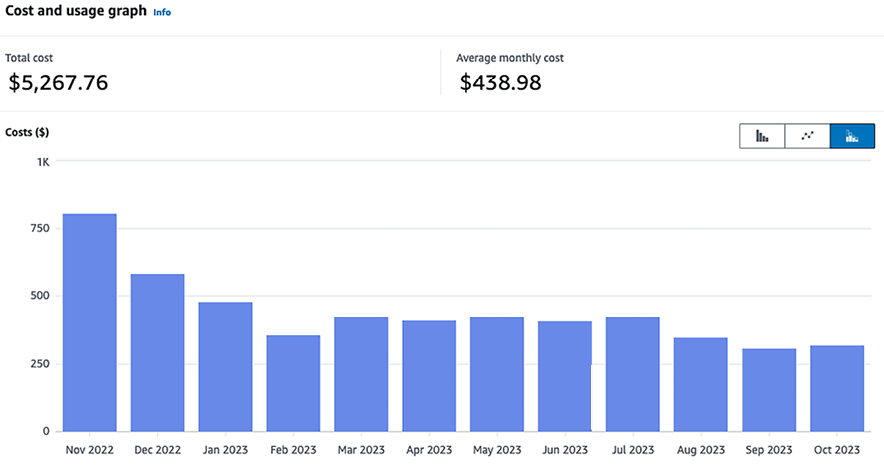 Cost and usage graph Info
Total cost
$5,267.76
Average monthly cost
$438.98
Costs ($)
1K
750
500
250
0
Nov 2022 Dec 2022 Jan 2023 Feb 2023 Mar 2023 Apr 2023 May 2023 Jun 2023 Jul 2023 Aug 2023 Sep 2023 Oct 2023